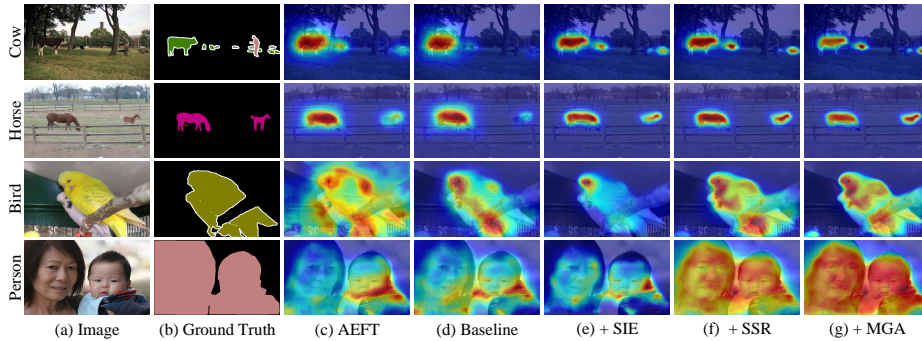 Cow
Horse
Bird
Person
(a) Image (b) Ground Truth (c) AEFT (d) Baseline (e) + SIE (f) + SSR (g) + MGA